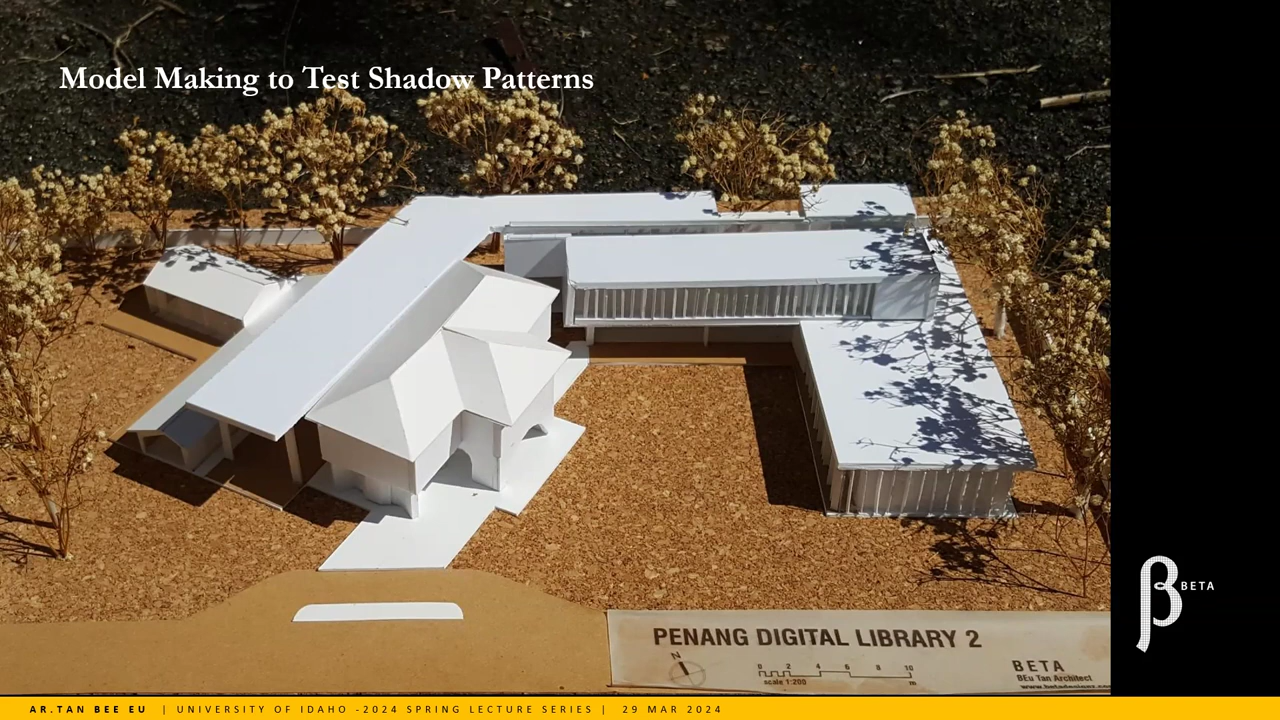 Model Making to Test Shadow Patterns
β BETA
PENANG DIGITAL LIBRARY 2
N
0 2 4 6 8 10
scale 1:200 m
BETA
BEu Tan Architect
AR.TAN BEE EU | UNIVERSITY OF IDAHO -2024 SPRING LECTURE SERIES | 29 MAR 2024